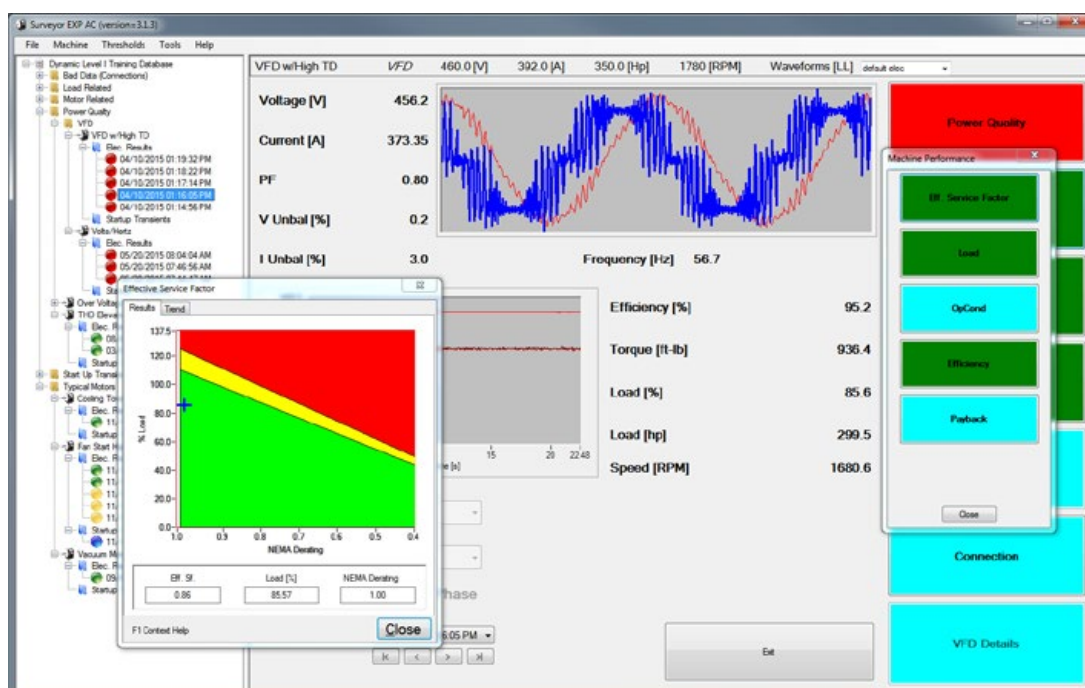 Surveyor EXP AC (version=3.1.3)
File Machine Thresholds Tools Help
Dynamic Level I Training Database
Bad Data (Connections)
Load Related
Motor Related
Power Quality
VFD
VFD w/High TD
Elec. Results
04/10/2015 01:19:32 PM
04/10/2015 01:18:22 PM
04/10/2015 01:17:14 PM
04/10/2015 01:16:05 PM
04/10/2015 01:14:56 PM
Startup Transients
Volts/Hertz
Elec. Results
05/20/2015 08:04:04 AM
05/20/2015 07:46:56 AM
Over Voltag
THD Eleva
Elec. R
08/
03/
Startup
Start Up Transi
Typical Motors
Cooling To
Elec. R
11/
Startup
Fan Start H
Elec. R
11/
11/
11/
11/
11/
Startup
11/
Vacuum M
Elec. R
09/
Startup
VFD w/High TD VFD 460.0 [V] 392.0 [A] 350.0 [Hp] 1780 [RPM] Waveforms [LL] default elec
Voltage [V] 456.2
Current [A] 373.35
PF 0.80
V Unbal [%] 0.2
I Unbal [%] 3.0
Frequency [Hz] 56.7
Efficiency [%] 95.2
Torque [ft-lb] 936.4
Load [%] 85.6
Load [hp] 299.5
Speed [RPM] 1680.6
15 20 22.48
e [s]
hase
6:05 PM
Exit
Power Quality
Connection
VFD Details
Machine Performance
Eff. Service Factor
Load
OpCond
Efficiency
Payback
Close
Effective Service Factor
Results Trend
137.5
120.0
100.0
80.0
60.0
40.0
20.0
0.0
% Load
1.0 0.9 0.8 0.7 0.6 0.5 0.4
NEMA Derating
Eff. Sf. Load [%] NEMA Derating
0.86 85.57 1.00
F1 Context Help
Close